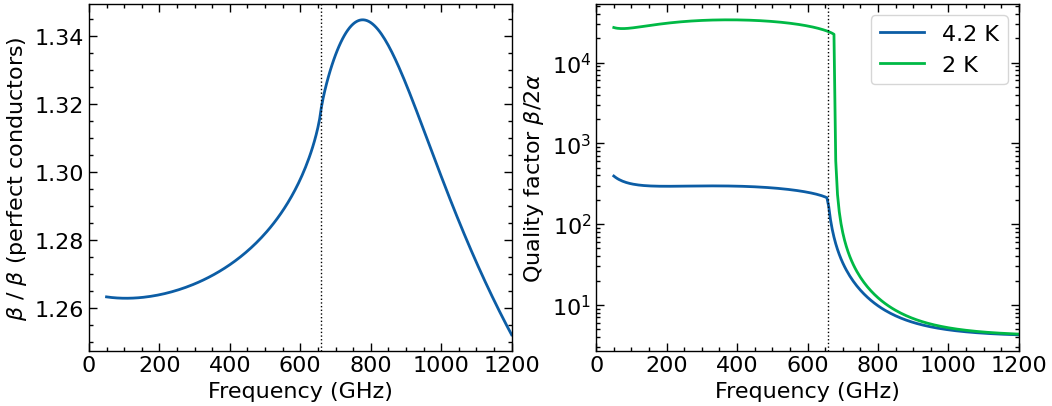 β / β (perfect conductors)
1.34
1.32
1.30
1.28
1.26
0 200 400 600 800 1000 1200
Frequency (GHz)
Quality factor β/2α
10⁴
10³
10²
10¹
4.2 K
2 K
0 200 400 600 800 1000 1200
Frequency (GHz)